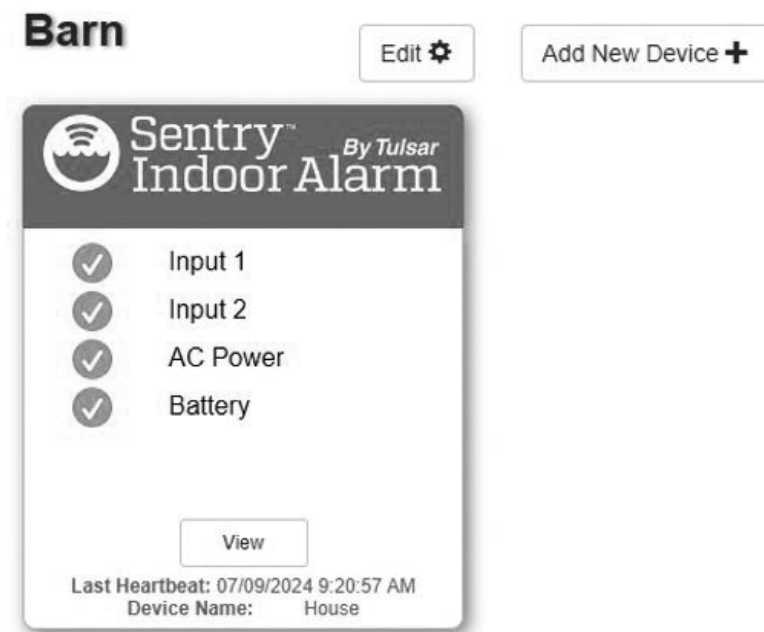 Barn
Edit
Add New Device +
Sentry™ By Tulsar
Indoor Alarm
Input 1
Input 2
AC Power
Battery
View
Last Heartbeat: 07/09/2024 9:20:57 AM
Device Name: House